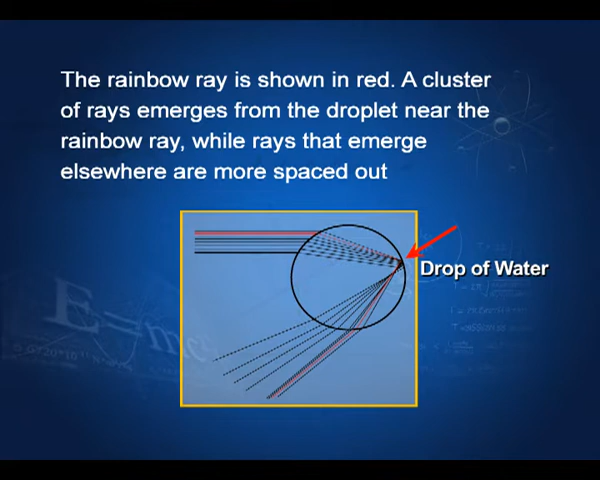 The rainbow ray is shown in red. A cluster
of rays emerges from the droplet near the
rainbow ray, while rays that emerge
elsewhere are more spaced out
Drop of Water